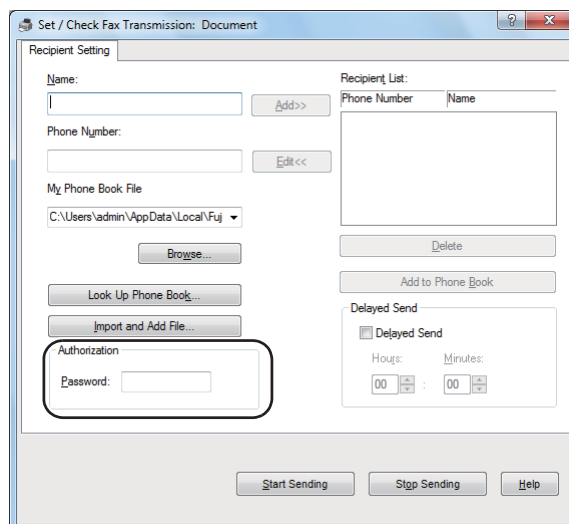 Set / Check Fax Transmission: Document
Recipient Setting
Name:
Add>>
Phone Number:
Edit<<
My Phone Book File
C:\Users\admin\AppData\Local\Fuj
Browse...
Look Up Phone Book...
Import and Add File...
Authorization
Password:
Recipient List:
Phone Number Name
Delete
Add to Phone Book
Delayed Send
Delayed Send
Hours: Minutes:
00 : 00
Start Sending Stop Sending Help